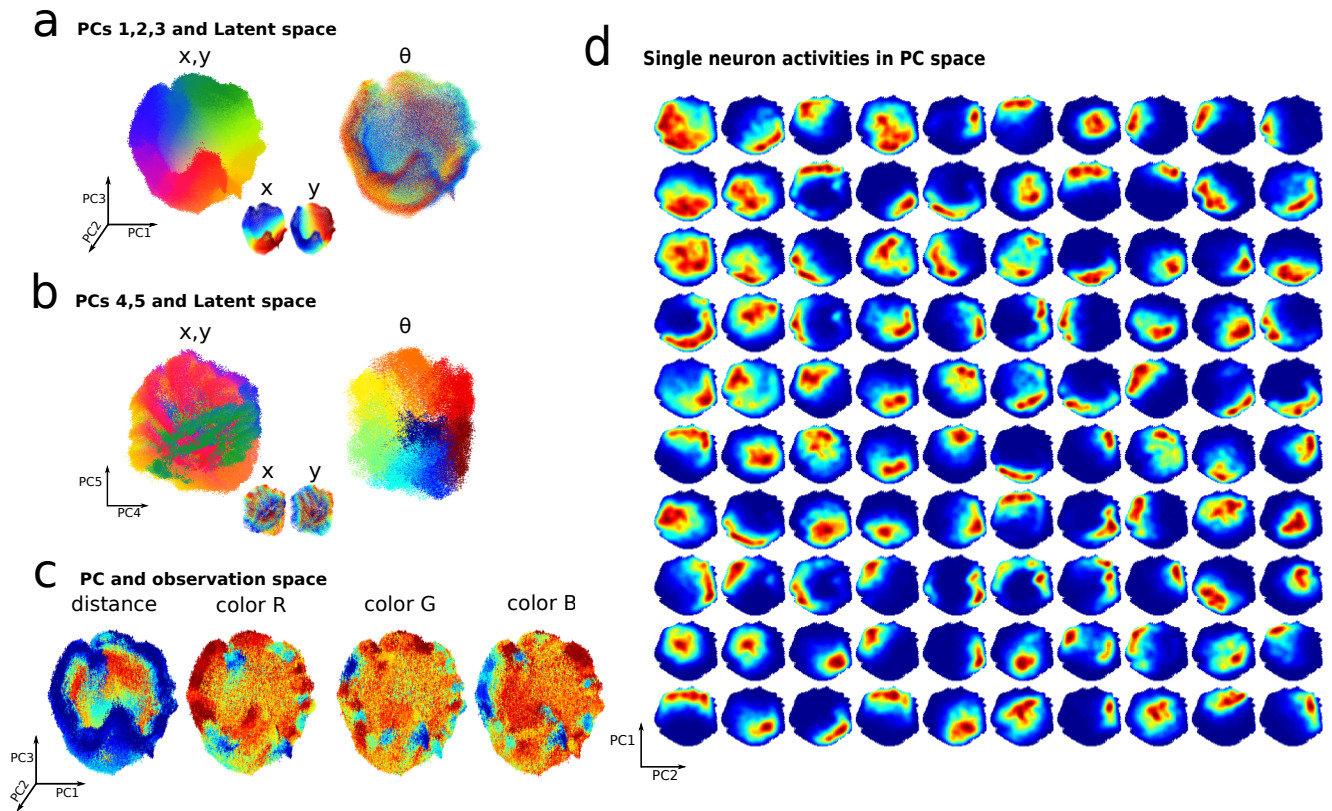 a PCs 1,2,3 and Latent space
x,y
θ
x
y
PC3
PC2
PC1
b PCs 4,5 and Latent space
x,y
θ
x
y
PC5
PC4
c PC and observation space
distance
color R
color G
color B
PC3
PC2
PC1
d Single neuron activities in PC space
PC1
PC2